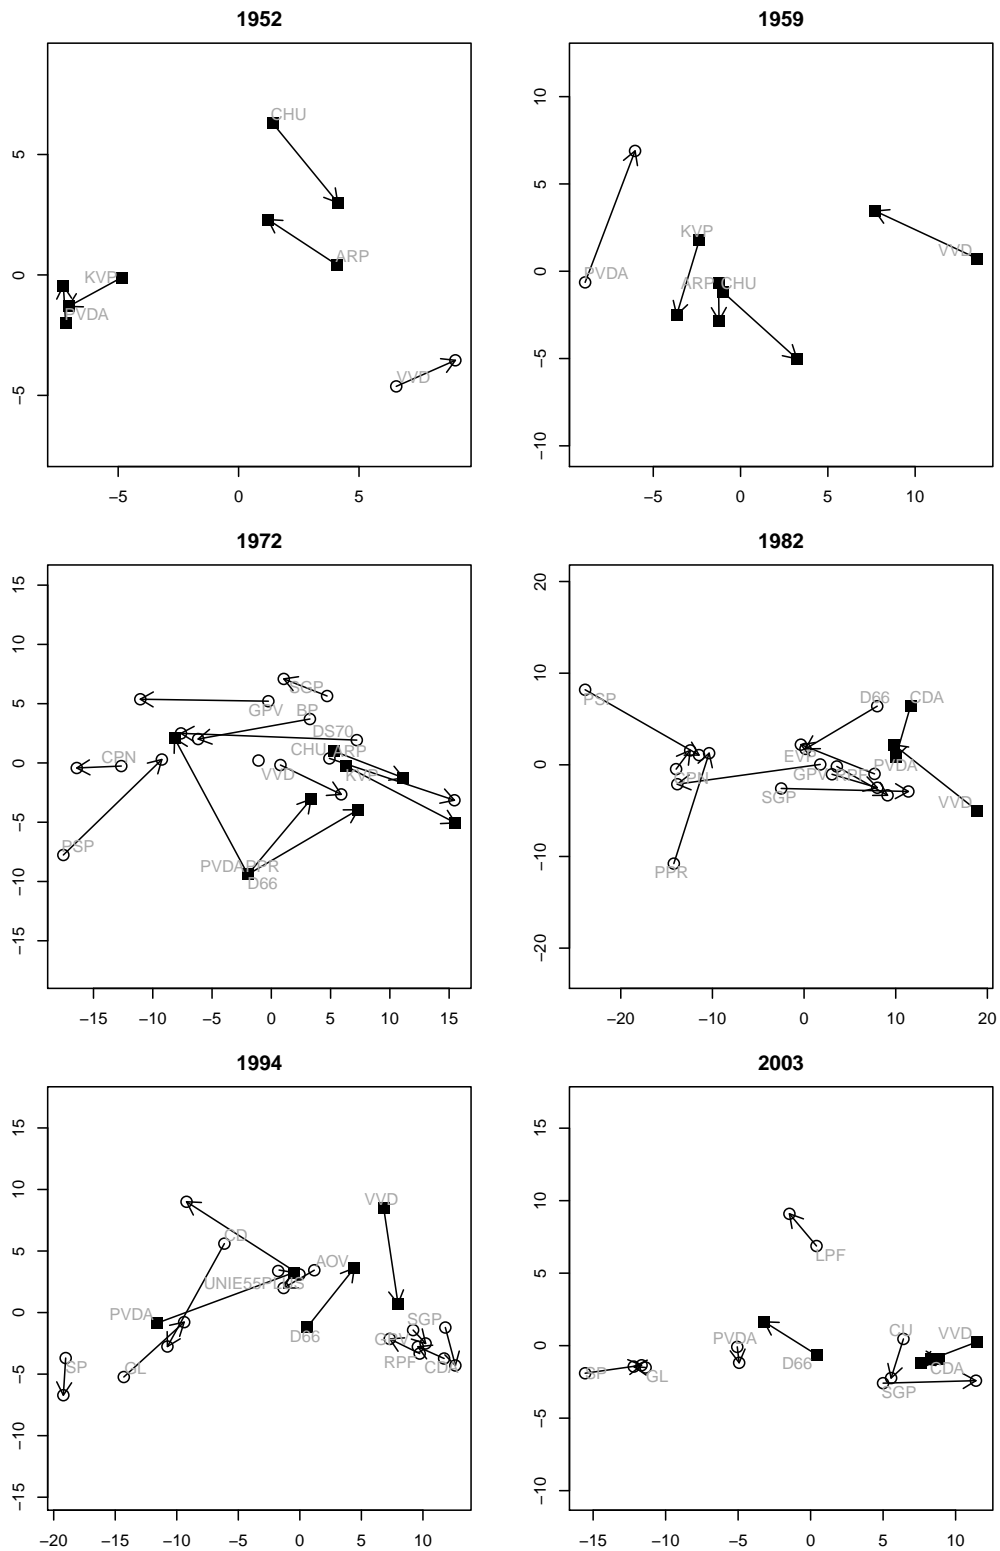 1952
CHU
ARP
KVP
PVDA
VVD
5
0
−5
−5 0 5
1959
PVDA
KVP
ARP CHU
VVD
10
5
0
−5
−10
−5 0 5 10
1972
SGP
GPV BP
DS70
CHU ARP
CPN
VVD KVP
PSP
PVDA PPR
D66
15
10
5
0
−5
−10
−15
−15 −10 −5 0 5 10 15
1982
PSP
D66 CDA
EVP
PVDA
CPN GPV RPF
SGP
VVD
PPR
20
10
0
−10
−20
−20 −10 0 10 20
1994
VVD
CD
AOV
UNIE55PLUS
PVDA
D66
SGP
GPV
RPF
CDA
SP
GL
15
10
5
0
−5
−10
−15
−20 −15 −10 −5 0 5 10
2003
LPF
PVDA
CU
VVD
D66
CDA
SP
GL
SGP
15
10
5
0
−5
−10
−15 −10 −5 0 5 10